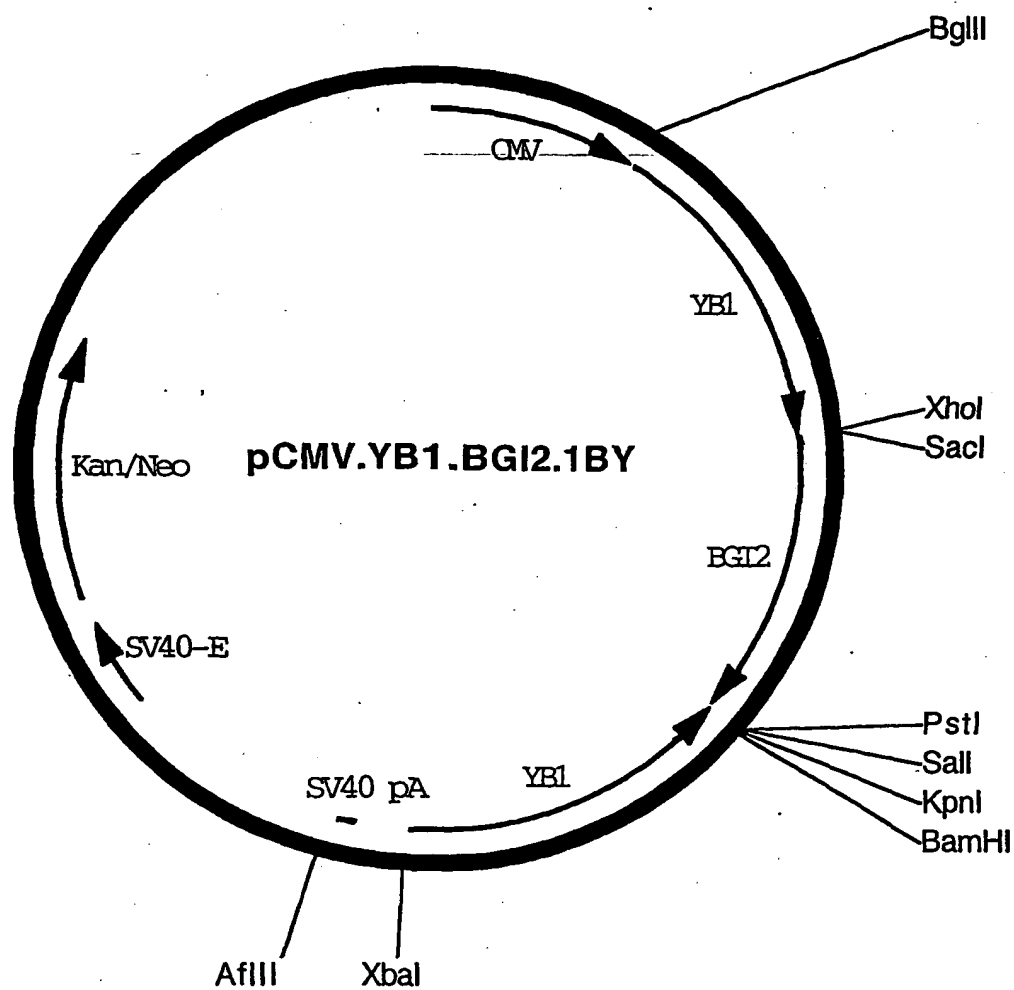 BglII
CMV
YB1
XhoI
SacI
Kan/Neo
pCMV.YB1.BGI2.1BY
BGI2
SV40-E
PstI
SalI
KpnI
BamHI
SV40 pA
YB1
AflII
XbaI